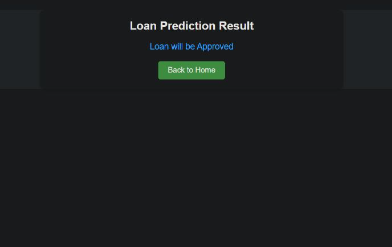 Loan Prediction Result
Loan will be Approved
Back to Home